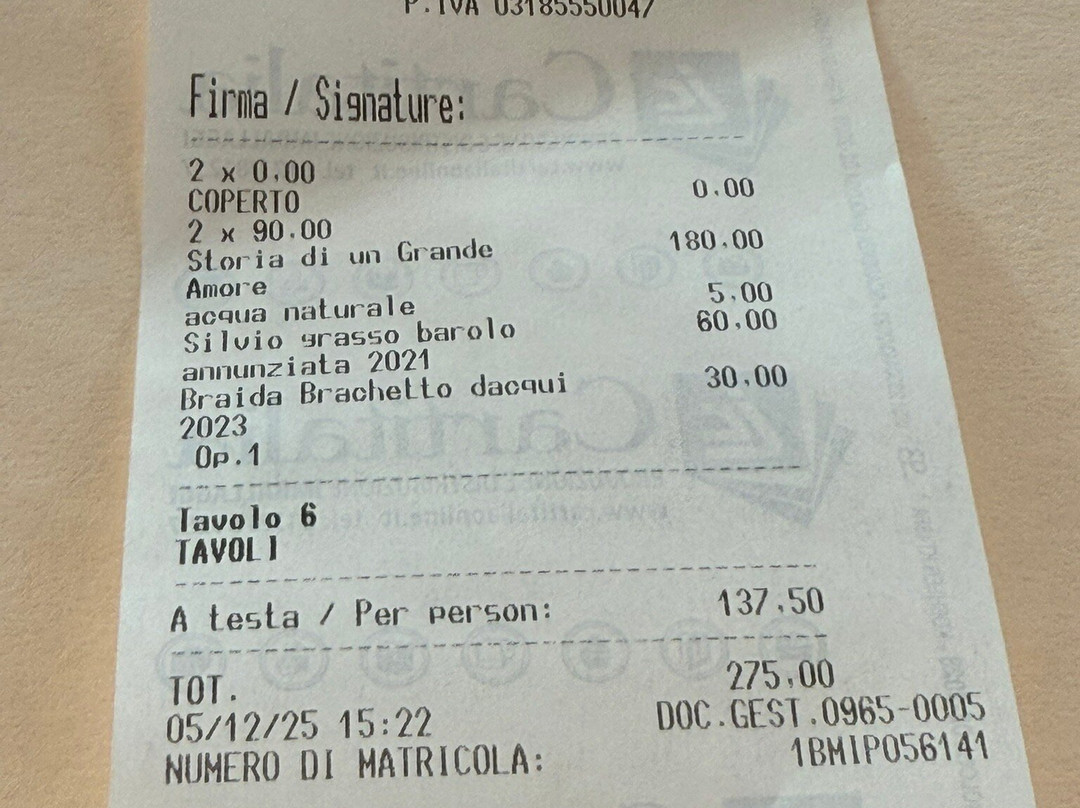 P.IVA 03185550047
Firma / Signature:
2 x 0.00
COPERTO 0.00
2 x 90.00
Storia di un Grande 180.00
Amore
acqua naturale 5.00
Silvio grasso barolo 60.00
annunziata 2021
Braida Brachetto dacqui 30.00
2023
Op.1
Tavolo 6
TAVOLI
A testa / Per person: 137.50
TOT. 275.00
05/12/25 15:22 DOC.GEST.0965-0005
NUMERO DI MATRICOLA: 1BMIP056141